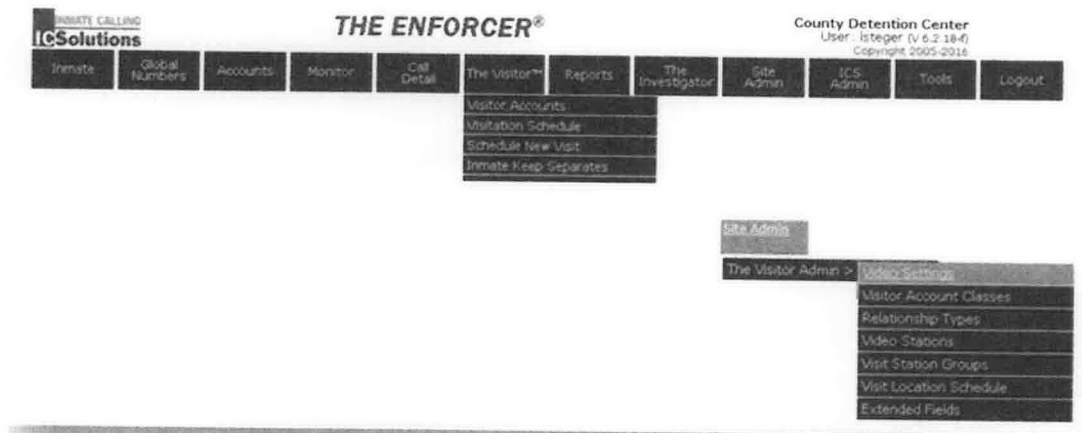 INMATE CALLING
ICSolutions
THE ENFORCER®
County Detention Center
User: isteger (v 6.2.18-f)
Copyright 2005-2016
Inmate
Global Numbers
Accounts
Monitor
Call Detail
The Visitor™
Reports
The Investigator
Site Admin
ICS Admin
Tools
Logout
Visitor Accounts
Visitation Schedule
Schedule New Visit
Inmate Keep Separates
Site Admin
The Visitor Admin >
Video Settings
Visitor Account Classes
Relationship Types
Video Stations
Visit Station Groups
Visit Location Schedule
Extended Fields